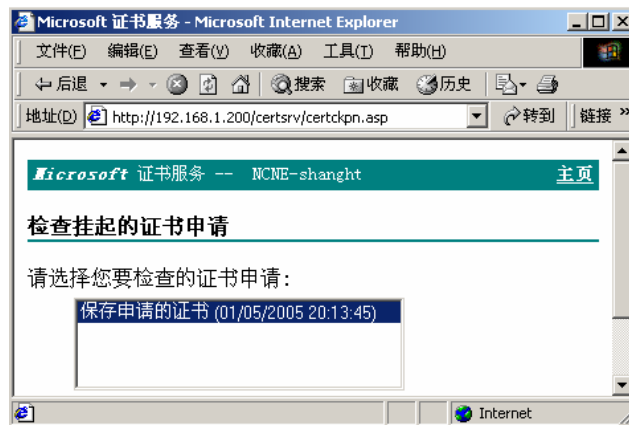 Microsoft 证书服务 - Microsoft Internet Explorer
文件(F) 编辑(E) 查看(V) 收藏(A) 工具(T) 帮助(H)
后退 搜索 收藏 历史
地址(D) http://192.168.1.200/certsrv/certckpn.asp 转到 链接 »
Microsoft 证书服务 -- NCNE-shanght 主页
检查挂起的证书申请
请选择您要检查的证书申请:
保存申请的证书 (01/05/2005 20:13:45)
Internet